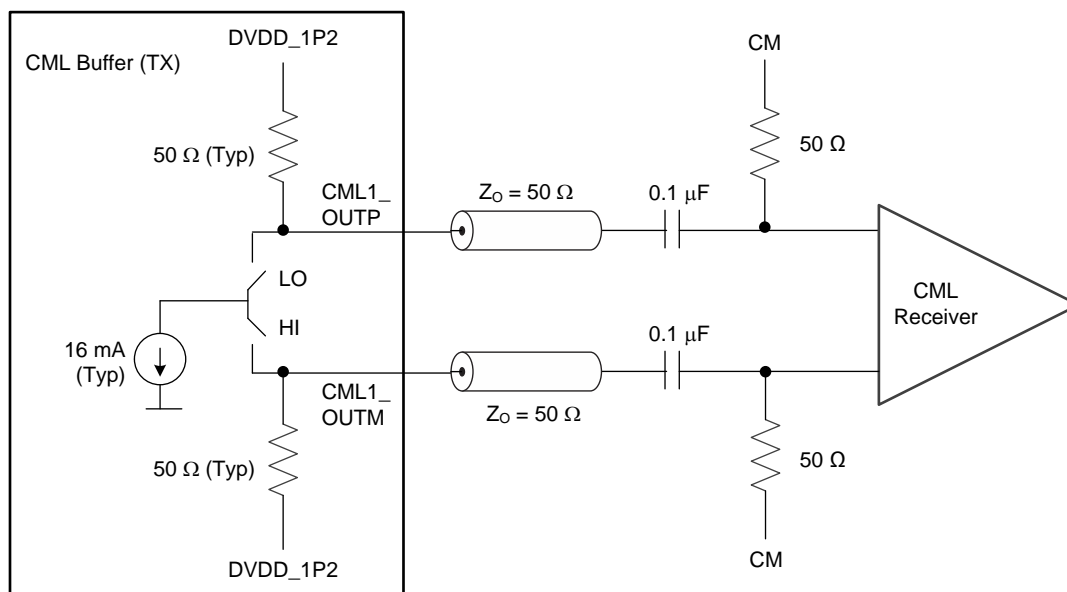 DVDD_1P2
CM
CML Buffer (TX)
50 Ω (Typ)
50 Ω
CML1_
OUTP
Z_O = 50 Ω
0.1 μF
LO
HI
CML
Receiver
16 mA
(Typ)
0.1 μF
CML1_
OUTM
Z_O = 50 Ω
50 Ω (Typ)
50 Ω
DVDD_1P2
CM